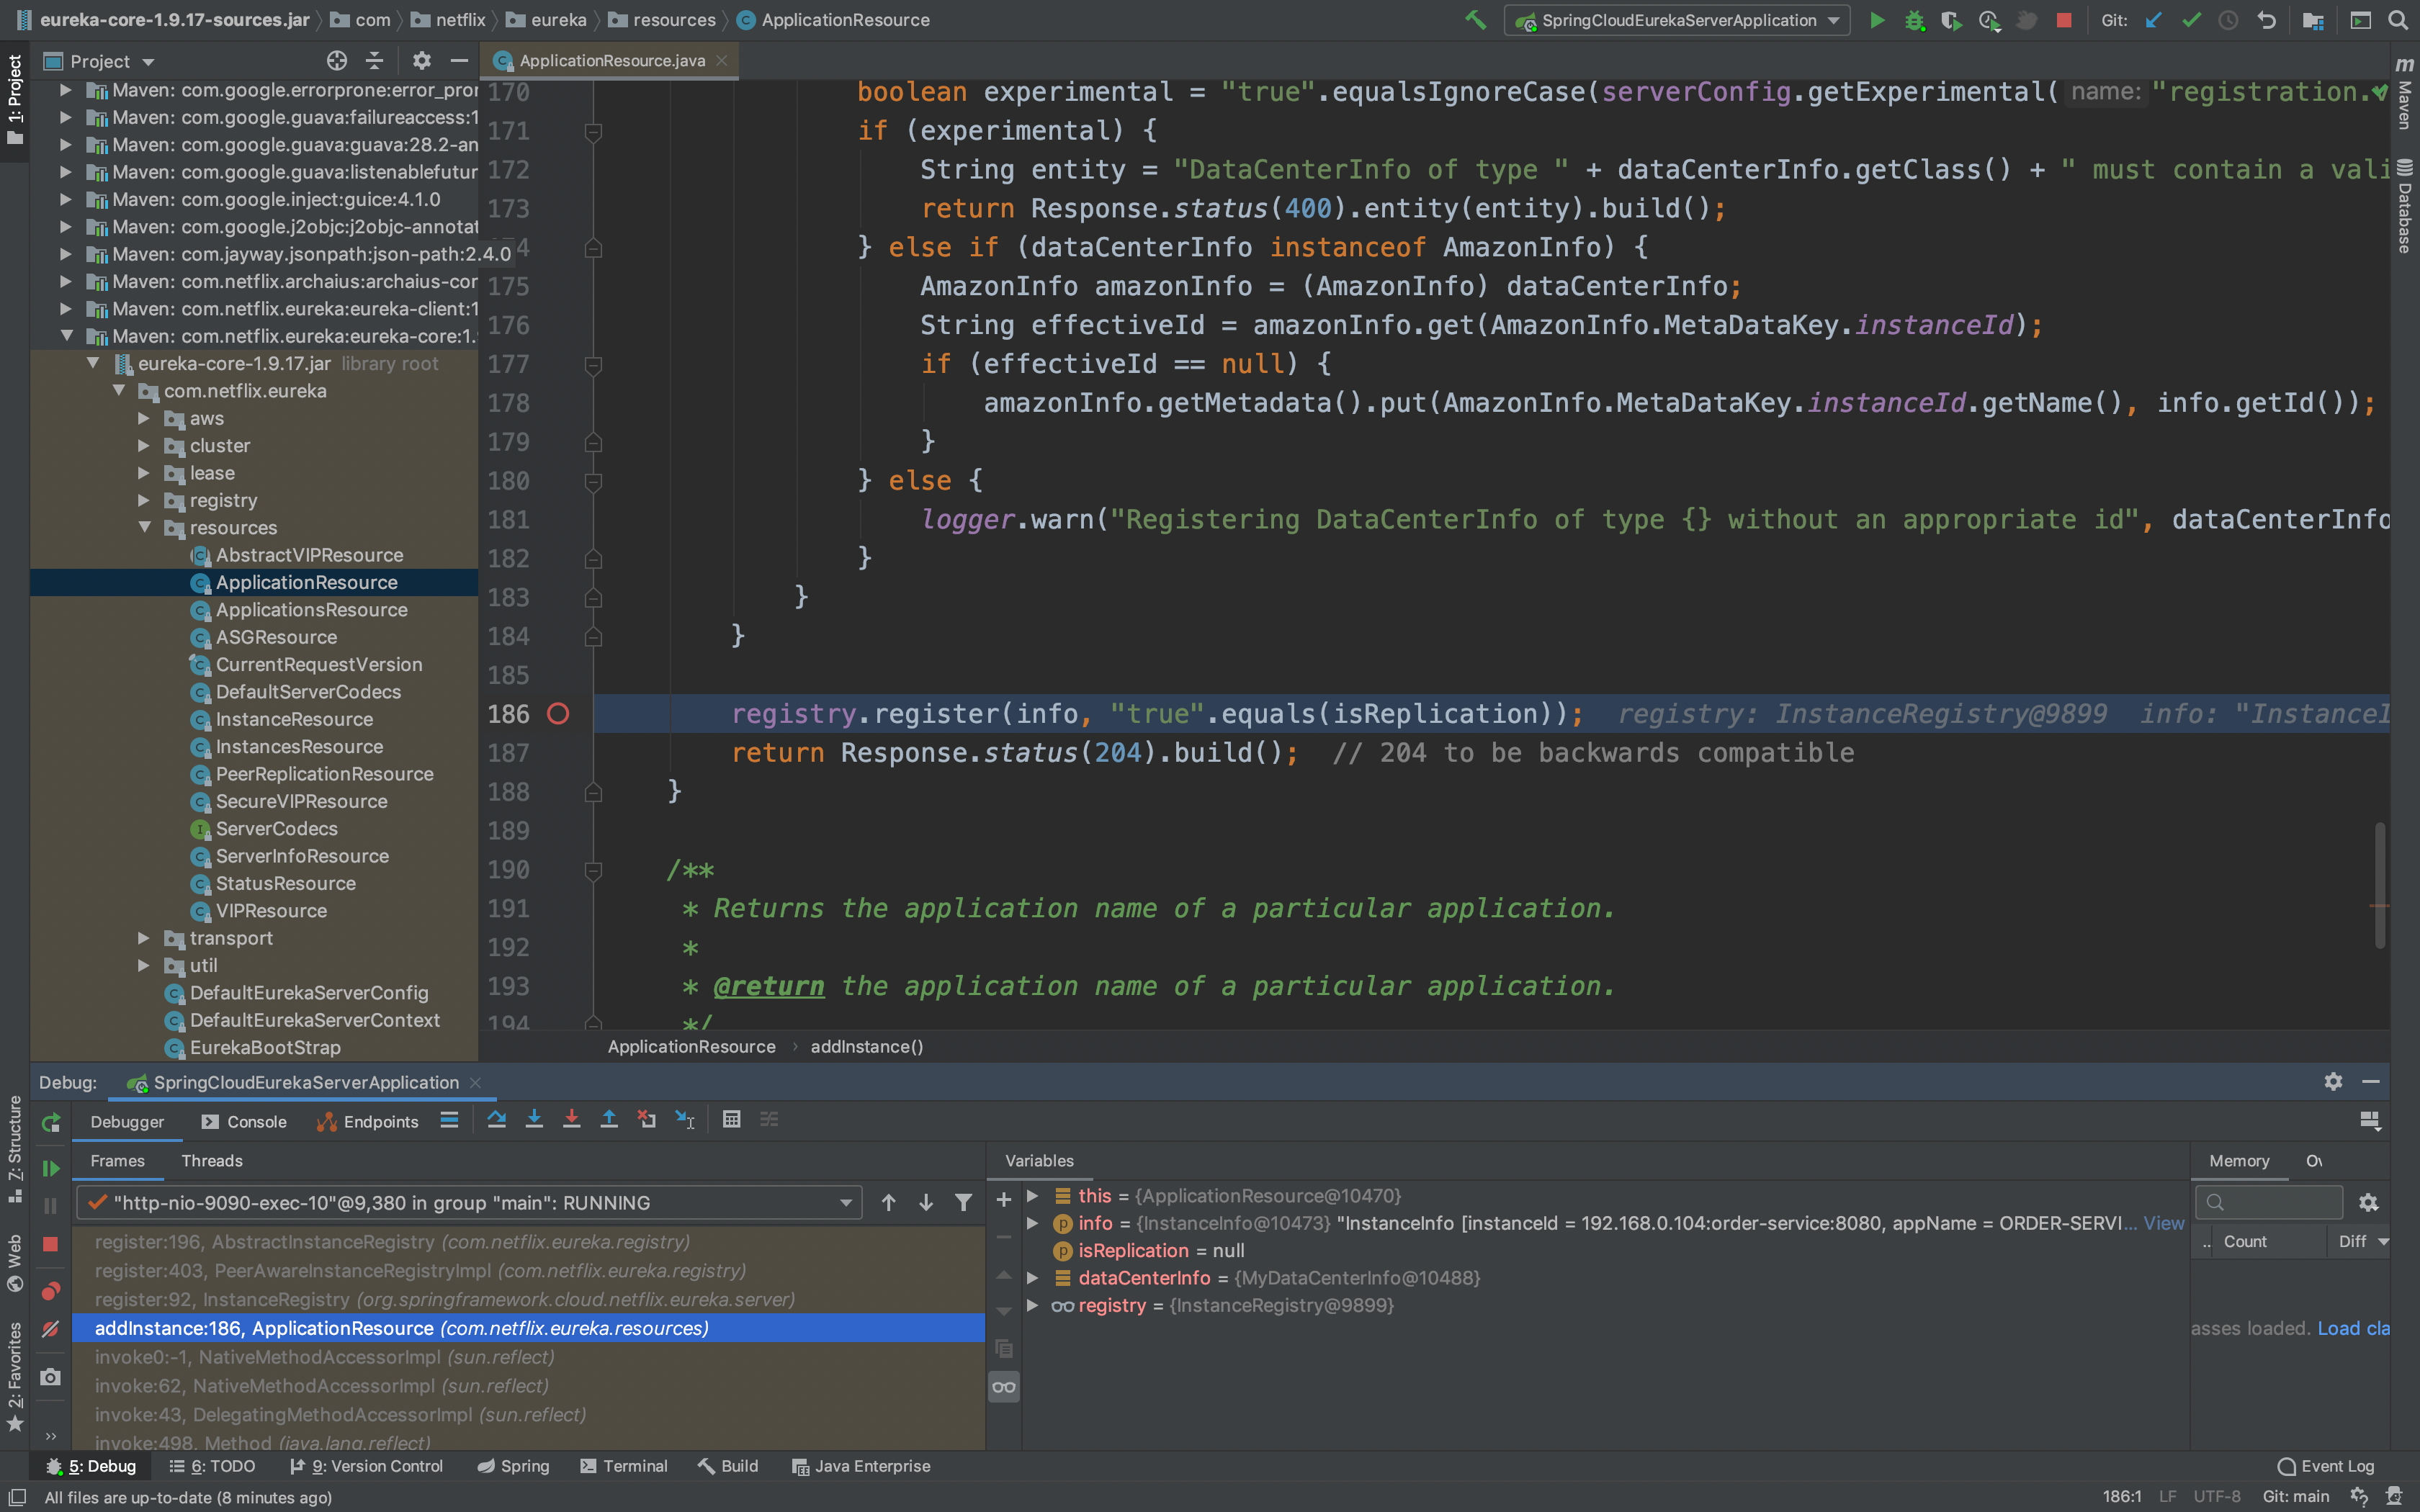 eureka-core-1.9.17-sources.jar com netflix eureka resources ApplicationResource
SpringCloudEurekaServerApplication Git:
1: Project
Project
ApplicationResource.java
Maven
Database
Maven: com.google.errorprone:error_pror
Maven: com.google.guava:failureaccess:1
Maven: com.google.guava:guava:28.2-an
Maven: com.google.guava:listenablefutur
Maven: com.google.inject:guice:4.1.0
Maven: com.google.j2objc:j2objc-annotat
Maven: com.jayway.jsonpath:json-path:2.4.0
Maven: com.netflix.archaius:archaius-cor
Maven: com.netflix.eureka:eureka-client:1
Maven: com.netflix.eureka:eureka-core:1.
eureka-core-1.9.17.jar library root
com.netflix.eureka
aws
cluster
lease
registry
resources
AbstractVIPResource
ApplicationResource
ApplicationsResource
ASGResource
CurrentRequestVersion
DefaultServerCodecs
InstanceResource
InstancesResource
PeerReplicationResource
SecureVIPResource
ServerCodecs
ServerInfoResource
StatusResource
VIPResource
transport
util
DefaultEurekaServerConfig
DefaultEurekaServerContext
EurekaBootStrap
170 boolean experimental = "true".equalsIgnoreCase(serverConfig.getExperimental( name: "registration.
171 if (experimental) {
172 String entity = "DataCenterInfo of type " + dataCenterInfo.getClass() + " must contain a vali
173 return Response.status(400).entity(entity).build();
4 } else if (dataCenterInfo instanceof AmazonInfo) {
175 AmazonInfo amazonInfo = (AmazonInfo) dataCenterInfo;
176 String effectiveId = amazonInfo.get(AmazonInfo.MetaDataKey.instanceId);
177 if (effectiveId == null) {
178 amazonInfo.getMetadata().put(AmazonInfo.MetaDataKey.instanceId.getName(), info.getId());
179 }
180 } else {
181 logger.warn("Registering DataCenterInfo of type {} without an appropriate id", dataCenterInfo
182 }
183 }
184 }
185
186 registry.register(info, "true".equals(isReplication)); registry: InstanceRegistry@9899 info: "InstanceI
187 return Response.status(204).build(); // 204 to be backwards compatible
188 }
189
190 /**
191 * Returns the application name of a particular application.
192 *
193 * @return the application name of a particular application.
194 */
ApplicationResource addInstance()
Debug: SpringCloudEurekaServerApplication
Debugger Console Endpoints
Frames Threads
"http-nio-9090-exec-10"@9,380 in group "main": RUNNING
register:196, AbstractInstanceRegistry (com.netflix.eureka.registry)
register:403, PeerAwareInstanceRegistryImpl (com.netflix.eureka.registry)
register:92, InstanceRegistry (org.springframework.cloud.netflix.eureka.server)
addInstance:186, ApplicationResource (com.netflix.eureka.resources)
invoke0:-1, NativeMethodAccessorImpl (sun.reflect)
invoke:62, NativeMethodAccessorImpl (sun.reflect)
invoke:43, DelegatingMethodAccessorImpl (sun.reflect)
invoke:498, Method (java.lang.reflect)
Variables
this = {ApplicationResource@10470}
info = {InstanceInfo@10473} "InstanceInfo [instanceId = 192.168.0.104:order-service:8080, appName = ORDER-SERVI... View
isReplication = null
dataCenterInfo = {MyDataCenterInfo@10488}
registry = {InstanceRegistry@9899}
Memory Ov
.. Count Diff
asses loaded. Load cla
Z: Structure
Web
2: Favorites
5: Debug 6: TODO 9: Version Control Spring Terminal Build Java Enterprise Event Log
All files are up-to-date (8 minutes ago) 186:1 LF UTF-8 Git: main